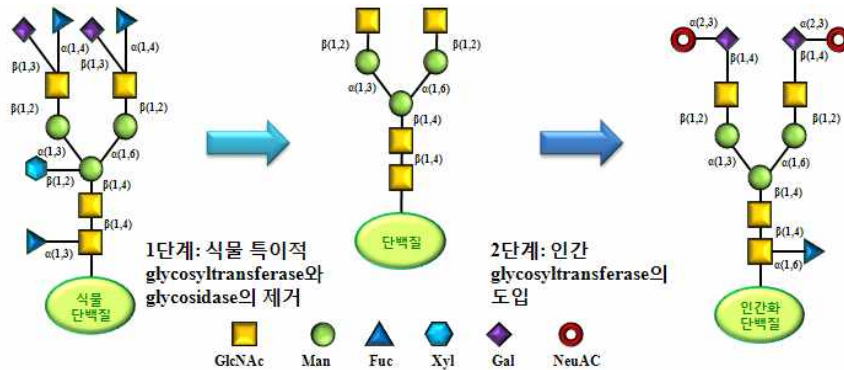 α(1,4)
α(1,4)
β(1,3)
β(1,3)
β(1,2)
β(1,2)
α(1,3)
α(1,6)
β(1,2)
β(1,4)
β(1,4)
α(1,3)
식물
단백질
1단계: 식물 특이적
glycosyltransferase와
glycosidase의 제거
β(1,2)
β(1,2)
α(1,3)
α(1,6)
β(1,4)
β(1,4)
단백질
2단계: 인간
glycosyltransferase의
도입
α(2,3)
α(2,3)
β(1,4)
β(1,4)
β(1,2)
β(1,2)
α(1,3)
α(1,6)
β(1,4)
β(1,4)
α(1,6)
인간화
단백질
GlcNAc Man Fuc Xyl Gal NeuAC